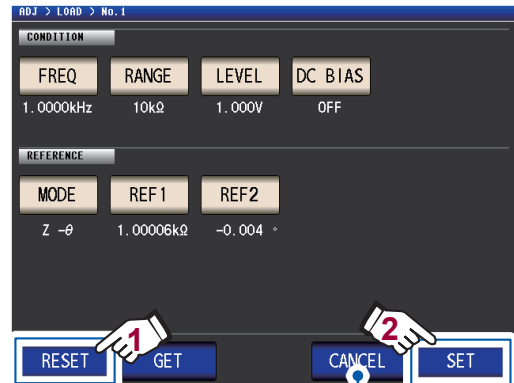 ADJ > LOAD > No.1
CONDITION
FREQ RANGE LEVEL DC BIAS
1.0000kHz 10kΩ 1.000V OFF
REFERENCE
MODE REF1 REF2
Z -θ 1.00006kΩ -0.004 °
1 2
RESET GET CANCEL SET